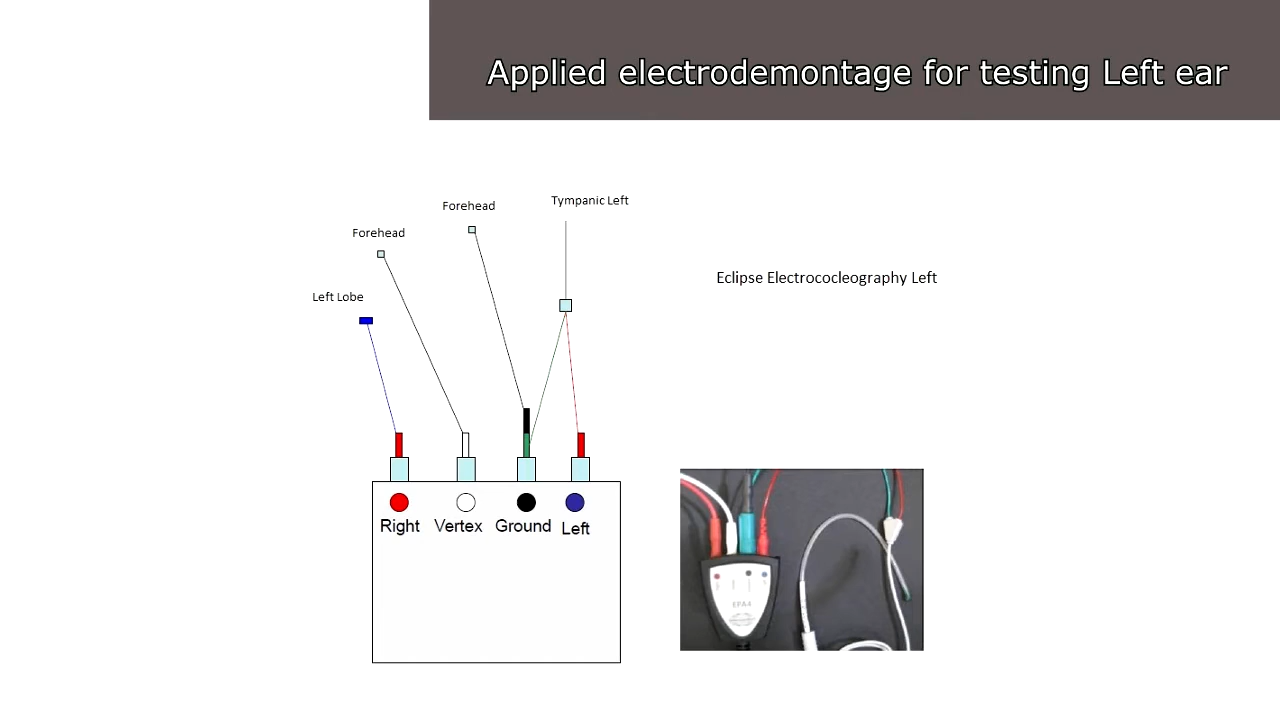 Applied electrodemontage for testing Left ear
Tympanic Left
Forehead
Forehead
Left Lobe
Eclipse Electrococleography Left
Right Vertex Ground Left
EPA4